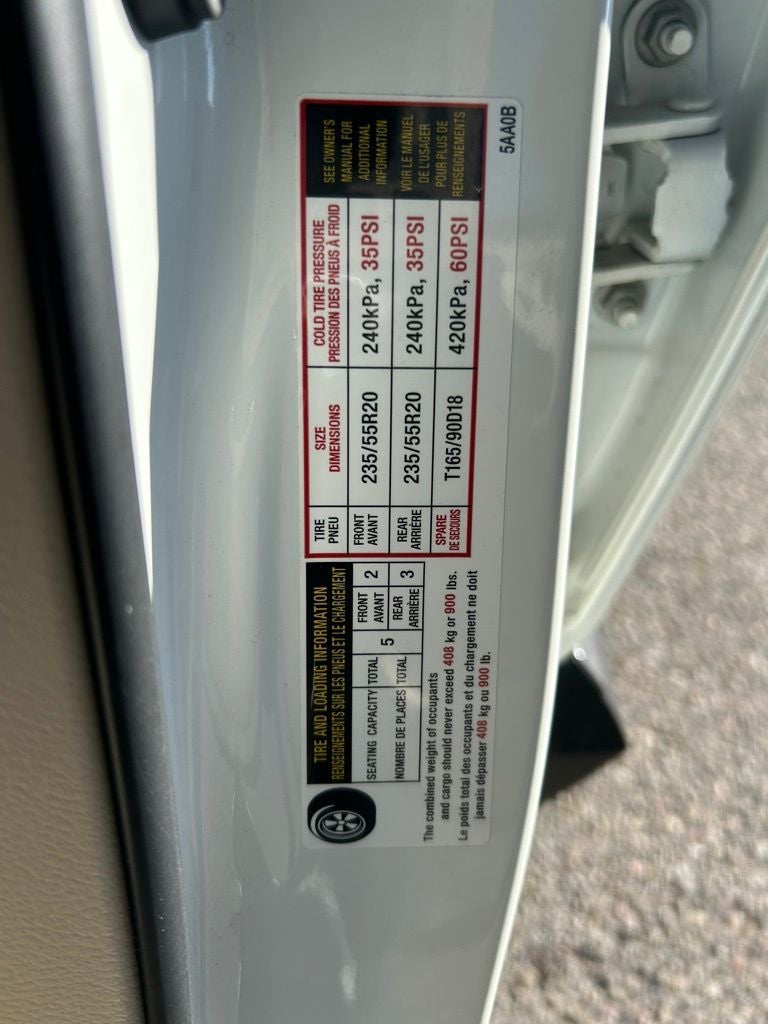 TIRE AND LOADING INFORMATION
RENSEIGNEMENTS SUR LES PNEUS ET LE CHARGEMENT
SEATING CAPACITY TOTAL 5 FRONT AVANT 2
NOMBRE DE PLACES TOTAL REAR ARRIÈRE 3
The combined weight of occupants
and cargo should never exceed 408 kg or 900 lbs.
Le poids total des occupants et du chargement ne doit
jamais dépasser 408 kg ou 900 lb.
TIRE PNEU SIZE DIMENSIONS COLD TIRE PRESSURE PRESSION DES PNEUS À FROID
FRONT AVANT 235/55R20 240kPa, 35PSI
REAR ARRIÈRE 235/55R20 240kPa, 35PSI
SPARE DE SECOURS T165/90D18 420kPa, 60PSI
SEE OWNER'S
MANUAL FOR
ADDITIONAL
INFORMATION
VOIR LE MANUEL
DE L'USAGER
POUR PLUS DE
RENSEIGNEMENTS
5AA0B